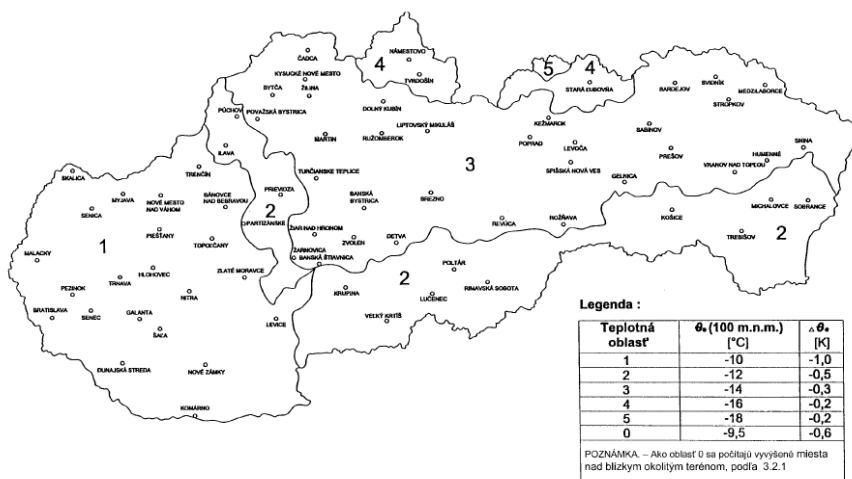 4
NÁMESTOVO
TVRDOŠÍN
ČADCA
KYSUCKÉ NOVÉ MESTO
BYTČA
ŽILINA
5
4
STARÁ ĽUBOVŇA
BARDEJOV
SVIDNÍK
MEDZILABORCE
STROPKOV
PÚCHOV
POVAŽSKÁ BYSTRICA
DOLNÝ KUBÍN
MARTIN
RUŽOMBEROK
LIPTOVSKÝ MIKULÁŠ
KEŽMAROK
POPRAD
LEVOČA
SABINOV
PREŠOV
HUMENNÉ
SNINA
VRANOV NAD TOPĽOU
ILAVA
3
SPIŠSKÁ NOVÁ VES
GELNICA
SKALICA
TRENČÍN
TURČIANSKE TEPLICE
MYJAVA
NOVÉ MESTO
NAD VÁHOM
BÁNOVCE
NAD BEBRAVOU
PRIEVIDZA
2
BANSKÁ
BYSTRICA
BREZNO
SENICA
PIEŠŤANY
PARTIZÁNSKE
TOPOĽČANY
ŽIAR NAD HRONOM
ZVOLEN
DETVA
REVÚCA
ROŽŇAVA
KOŠICE
MICHALOVCE
SOBRANCE
TREBIŠOV
2
1
MALACKY
ŽARNOVICA
BANSKÁ ŠTIAVNICA
HLOHOVEC
TRNAVA
ZLATÉ MORAVCE
2
POLTÁR
KRUPINA
LUČENEC
RIMAVSKÁ SOBOTA
PEZINOK
NITRA
BRATISLAVA
SENEC
GALANTA
ŠAĽA
LEVICE
VEĽKÝ KRTÍŠ
DUNAJSKÁ STREDA
NOVÉ ZÁMKY
KOMÁRNO
Legenda :
Teplotná oblasť θe (100 m.n.m.) [°C] △ θe [K]
1 -10 -1,0
2 -12 -0,5
3 -14 -0,3
4 -16 -0,2
5 -18 -0,2
0 -9,5 -0,6
POZNÁMKA. – Ako oblasť 0 sa počítajú vyvýšené miesta
nad blízkym okolitým terénom, podľa 3.2.1